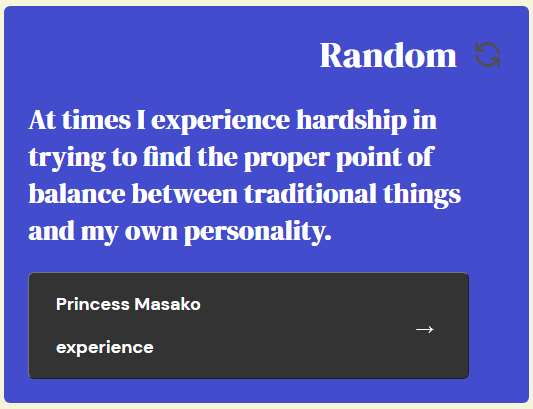 Random
At times I experience hardship in
trying to find the proper point of
balance between traditional things
and my own personality.
Princess Masako
experience
→